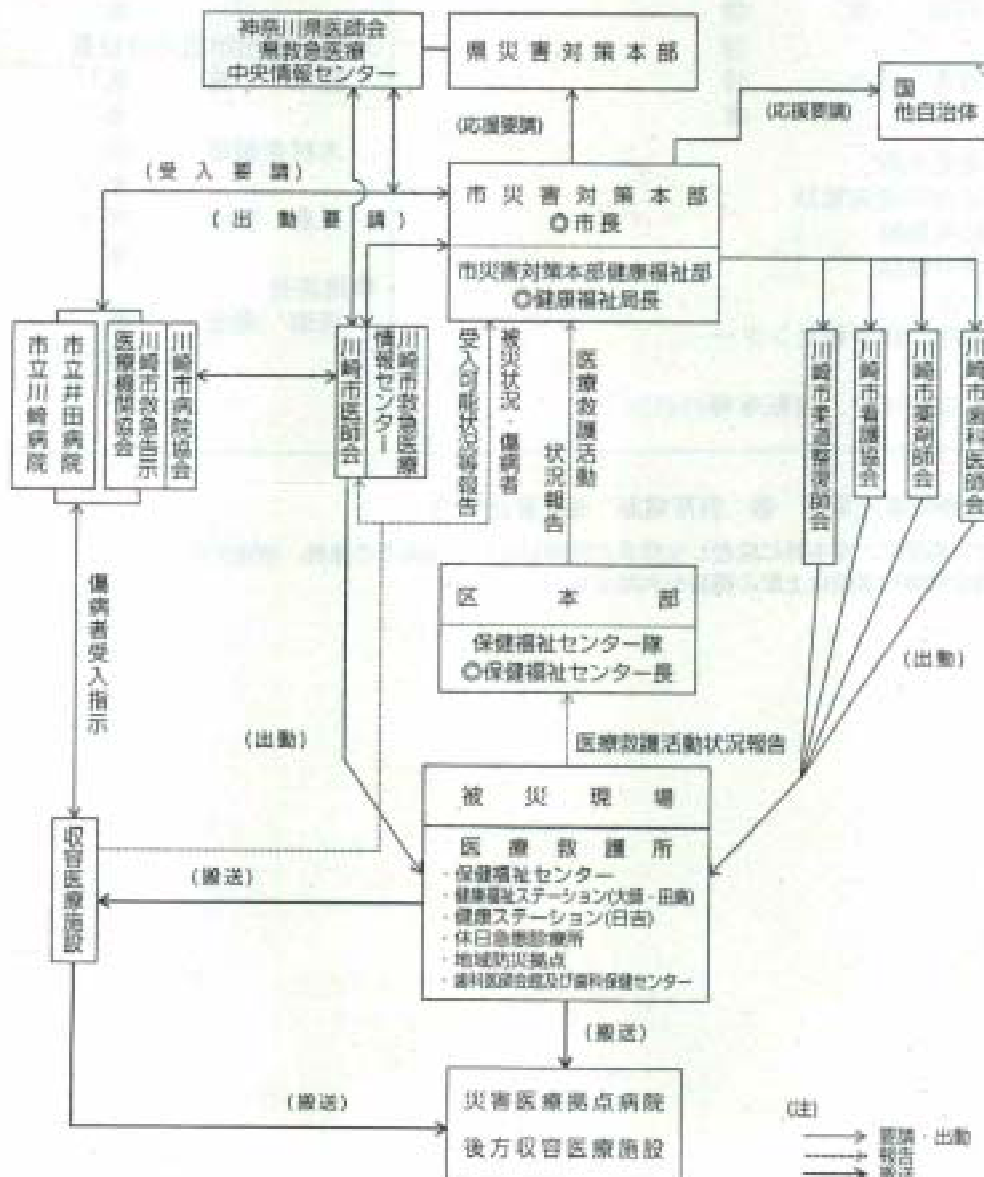 神奈川県医師会
県救急医療
中央情報センター
県災害対策本部
国
他自治体
(応援要請)
(応援要請)
(受入要請)
(出動要請)
市災害対策本部
◎市長
市災害対策本部健康福祉部
◎健康福祉局長
市立川崎病院
市立井田病院
川崎市救急告示
医療機関協会
川崎市病院協会
川崎市医師会
川崎市救急医療
情報センター
被災状況・傷病者
受入可能状況等報告
医療救護活動
状況報告
川崎市柔道整復師会
川崎市看護協会
川崎市薬剤師会
川崎市歯科医師会
区本部
保健福祉センター隊
◎保健福祉センター長
傷病者受入指示
(出動)
(出動)
医療救護活動状況報告
被災現場
医療救護所
・保健福祉センター
・健康福祉ステーション(大師・田島)
・健康ステーション(日吉)
・休日急患診療所
・地域防災拠点
・歯科医師会館及び歯科保健センター
収容医療施設
(搬送)
(搬送)
(搬送)
災害医療拠点病院
後方収容医療施設
(注)
要請・出動
報告
搬送